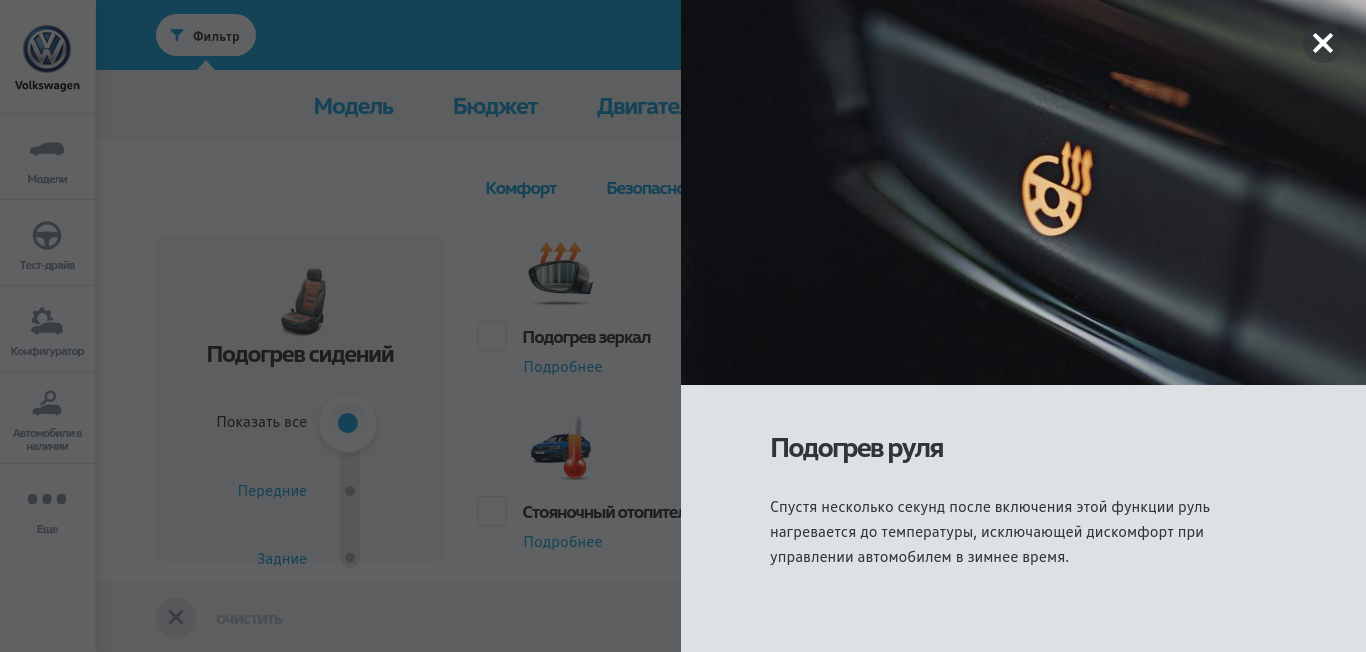 Фильтр
Volkswagen
Модель
Бюджет
Двигател
Модели
Комфорт
Безопасно
Тест-драйв
Конфигуратор
Подогрев зеркал
Подогрев сидений
Подробнее
Показать все
Автомобили в
наличии
Подогрев руля
Передние
Спустя несколько секунд после включения этой функции руль
Стояночный отопител
Еще
нагревается до температуры, исключающей дискомфорт при
Подробнее
Задние
управлении автомобилем в зимнее время.
ОЧИСТИТЬ